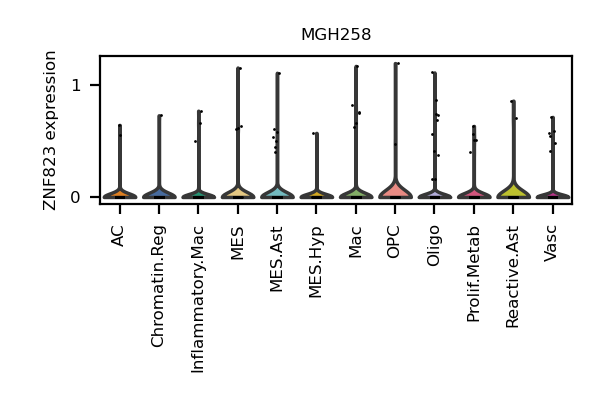 MGH258
ZNF823 expression
1
0
AC
Chromatin.Reg
Inflammatory.Mac
MES
MES.Ast
MES.Hyp
Mac
OPC
Oligo
Prolif.Metab
Reactive.Ast
Vasc